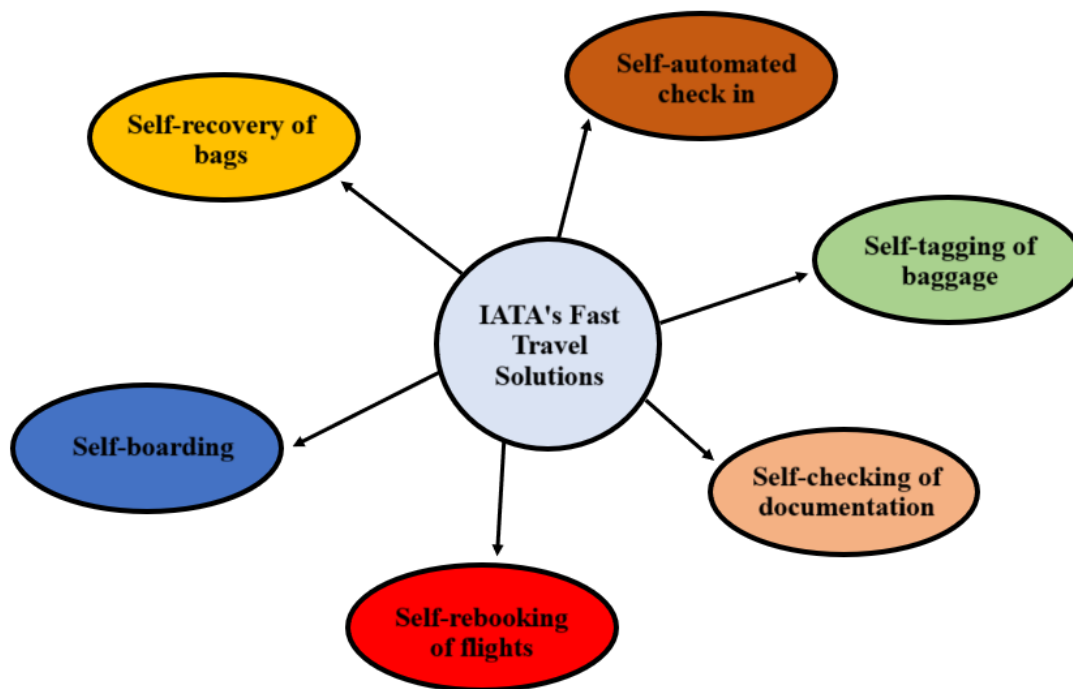 Self-automated
check in
Self-recovery of
bags
Self-tagging of
baggage
IATA's Fast
Travel
Solutions
Self-boarding
Self-checking of
documentation
Self-rebooking
of flights